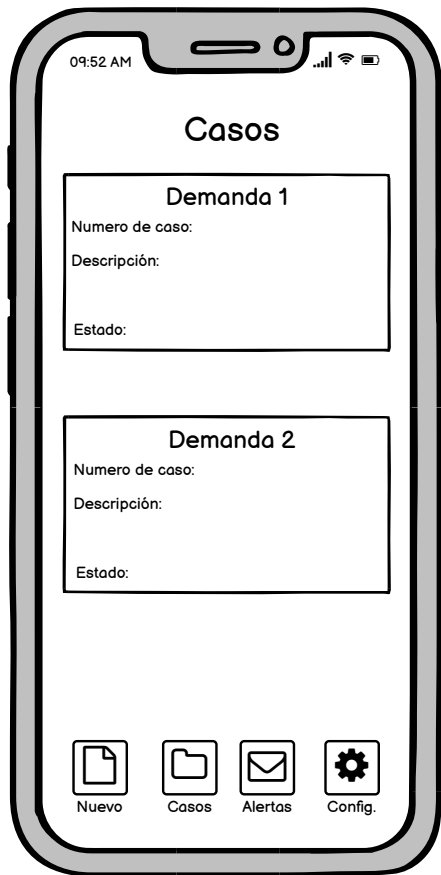 09:52 AM
Casos
Demanda 1
Numero de caso:
Descripción:
Estado:
Demanda 2
Numero de caso:
Descripción:
Estado:
Nuevo Casos Alertas Config.